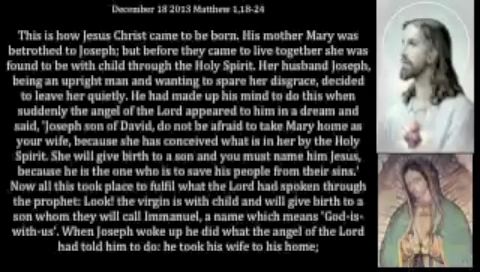 December 18 2013 Matthew 1,18-24
This is how Jesus Christ came to be born. His mother Mary was
betrothed to Joseph; but before they came to live together she was
found to be with child through the Holy Spirit. Her husband Joseph,
being an upright man and wanting to spare her disgrace, decided
to leave her quietly. He had made up his mind to do this when
suddenly the angel of the Lord appeared to him in a dream and
said, 'Joseph son of David, do not be afraid to take Mary home as
your wife, because she has conceived what is in her by the Holy
Spirit. She will give birth to a son and you must name him Jesus,
because he is the one who is to save his people from their sins.'
Now all this took place to fulfil what the Lord had spoken through
the prophet: Look! the virgin is with child and will give birth to a
son whom they will call Immanuel, a name which means 'God-is-
with-us'. When Joseph woke up he did what the angel of the Lord
had told him to do: he took his wife to his home;